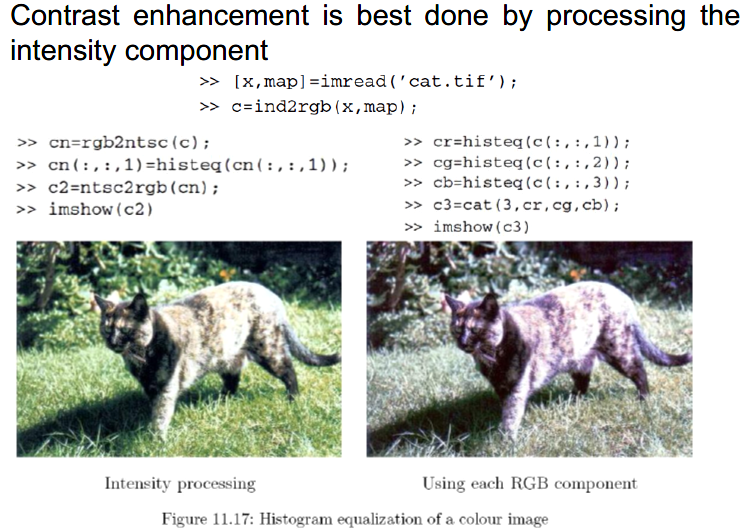 Contrast enhancement is best done by processing the
intensity component
>> [x,map]=imread('cat.tif');
>> c=ind2rgb(x,map);
>> cn=rgb2ntsc(c);
>> cn(:,:,1)=histeq(cn(:,:,1));
>> c2=ntsc2rgb(cn);
>> imshow(c2)
>> cr=histeq(c(:,:,1));
>> cg=histeq(c(:,:,2));
>> cb=histeq(c(:,:,3));
>> c3=cat(3,cr,cg,cb);
>> imshow(c3)
Intensity processing
Using each RGB component
Figure 11.17: Histogram equalization of a colour image